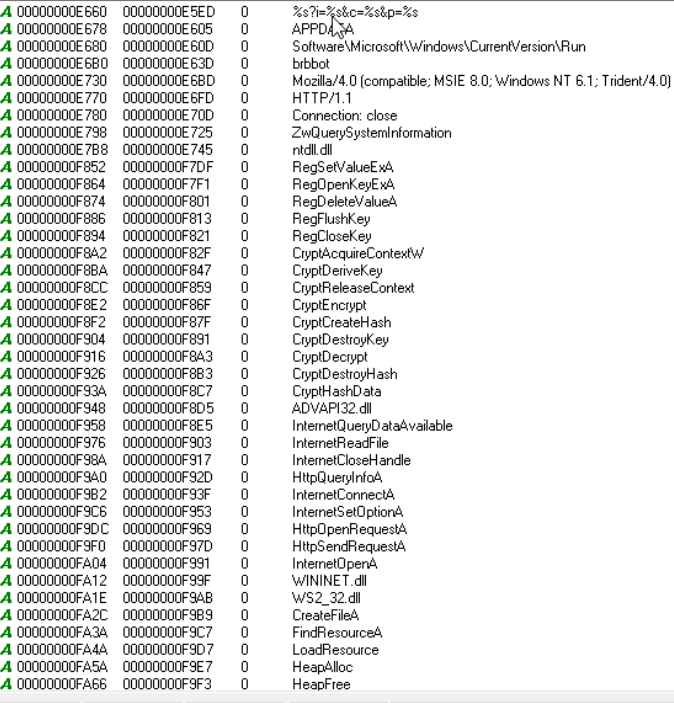 A 00000000E660 00000000E5ED 0 %s?i=%s&c=%s&p=%s
A 00000000E678 00000000E605 0 APPDATA
A 00000000E680 00000000E60D 0 Software\Microsoft\Windows\CurrentVersion\Run
A 00000000E6B0 00000000E63D 0 brbbot
A 00000000E730 00000000E6BD 0 Mozilla/4.0 (compatible; MSIE 8.0; Windows NT 6.1; Trident/4.0)
A 00000000E770 00000000E6FD 0 HTTP/1.1
A 00000000E780 00000000E70D 0 Connection: close
A 00000000E798 00000000E725 0 ZwQuerySystemInformation
A 00000000E7B8 00000000E745 0 ntdll.dll
A 00000000F852 00000000F7DF 0 RegSetValueExA
A 00000000F864 00000000F7F1 0 RegOpenKeyExA
A 00000000F874 00000000F801 0 RegDeleteValueA
A 00000000F886 00000000F813 0 RegFlushKey
A 00000000F894 00000000F821 0 RegCloseKey
A 00000000F8A2 00000000F82F 0 CryptAcquireContextW
A 00000000F8BA 00000000F847 0 CryptDeriveKey
A 00000000F8CC 00000000F859 0 CryptReleaseContext
A 00000000F8E2 00000000F86F 0 CryptEncrypt
A 00000000F8F2 00000000F87F 0 CryptCreateHash
A 00000000F904 00000000F891 0 CryptDestroyKey
A 00000000F916 00000000F8A3 0 CryptDecrypt
A 00000000F926 00000000F8B3 0 CryptDestroyHash
A 00000000F93A 00000000F8C7 0 CryptHashData
A 00000000F948 00000000F8D5 0 ADVAPI32.dll
A 00000000F958 00000000F8E5 0 InternetQueryDataAvailable
A 00000000F976 00000000F903 0 InternetReadFile
A 00000000F98A 00000000F917 0 InternetCloseHandle
A 00000000F9A0 00000000F92D 0 HttpQueryInfoA
A 00000000F9B2 00000000F93F 0 InternetConnectA
A 00000000F9C6 00000000F953 0 InternetSetOptionA
A 00000000F9DC 00000000F969 0 HttpOpenRequestA
A 00000000F9F0 00000000F97D 0 HttpSendRequestA
A 00000000FA04 00000000F991 0 InternetOpenA
A 00000000FA12 00000000F99F 0 WININET.dll
A 00000000FA1E 00000000F9AB 0 WS2_32.dll
A 00000000FA2C 00000000F9B9 0 CreateFileA
A 00000000FA3A 00000000F9C7 0 FindResourceA
A 00000000FA4A 00000000F9D7 0 LoadResource
A 00000000FA5A 00000000F9E7 0 HeapAlloc
A 00000000FA66 00000000F9F3 0 HeapFree